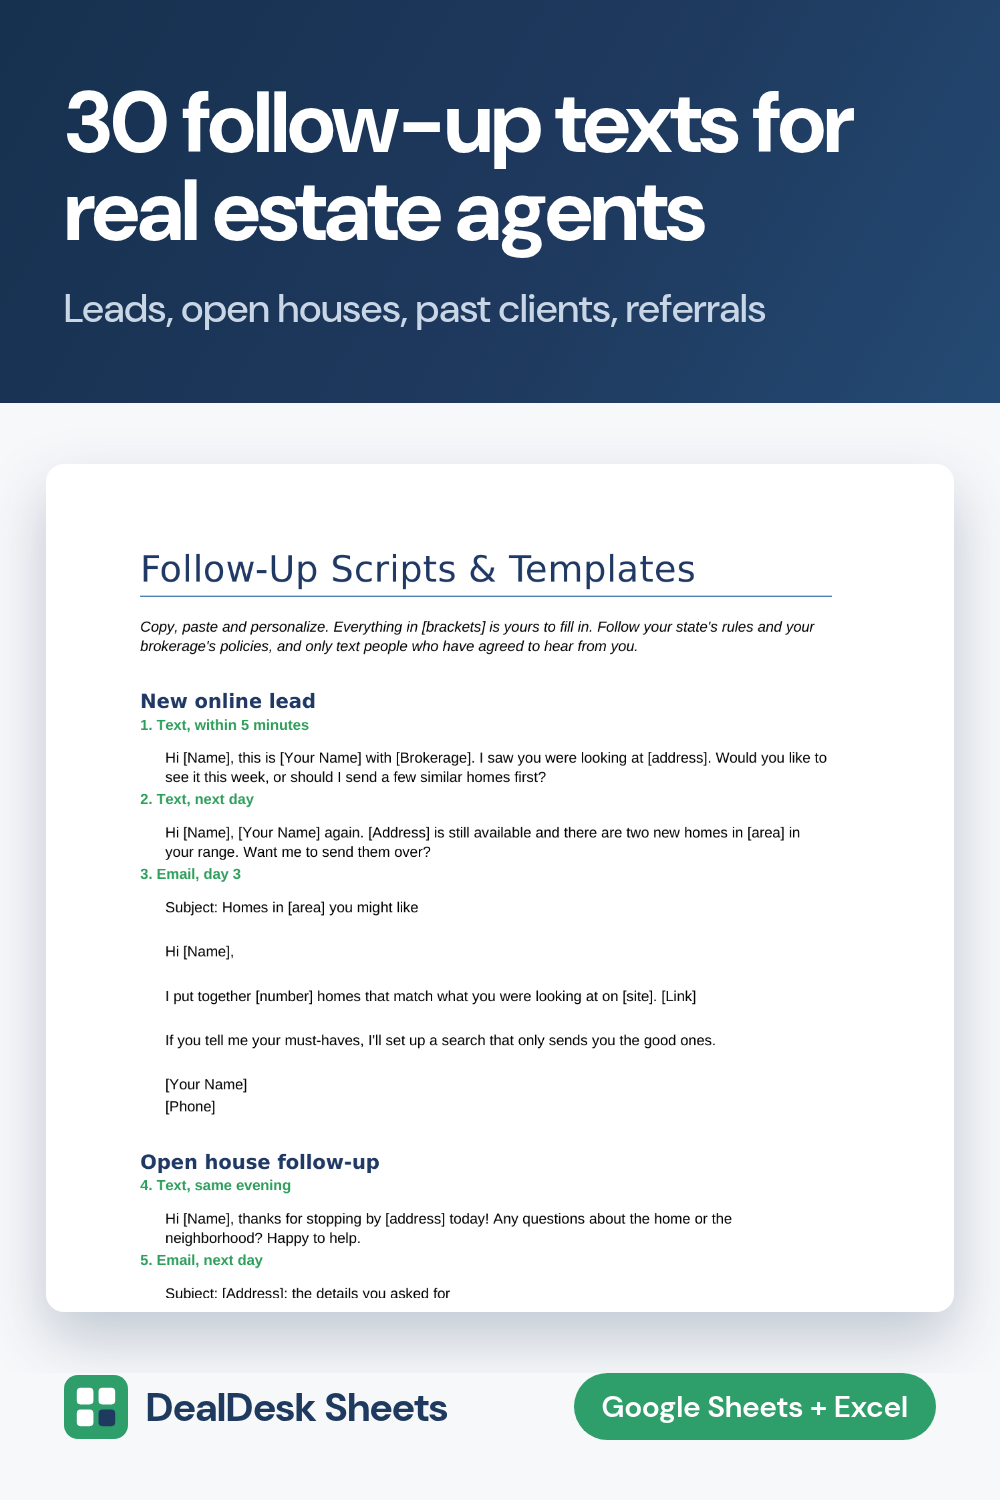 30 follow-up texts for
real estate agents
Leads, open houses, past clients, referrals
Follow-Up Scripts & Templates
Copy, paste and personalize. Everything in [brackets] is yours to fill in. Follow your state's rules and your
brokerage's policies, and only text people who have agreed to hear from you.
New online lead
1. Text, within 5 minutes
Hi [Name], this is [Your Name] with [Brokerage]. I saw you were looking at [address]. Would you like to
see it this week, or should I send a few similar homes first?
2. Text, next day
Hi [Name], [Your Name] again. [Address] is still available and there are two new homes in [area] in
your range. Want me to send them over?
3. Email, day 3
Subject: Homes in [area] you might like
Hi [Name],
I put together [number] homes that match what you were looking at on [site]. [Link]
If you tell me your must-haves, I'll set up a search that only sends you the good ones.
[Your Name]
[Phone]
Open house follow-up
4. Text, same evening
Hi [Name], thanks for stopping by [address] today! Any questions about the home or the
neighborhood? Happy to help.
5. Email, next day
Subject: [Address]: the details you asked for
DealDesk Sheets
Google Sheets + Excel